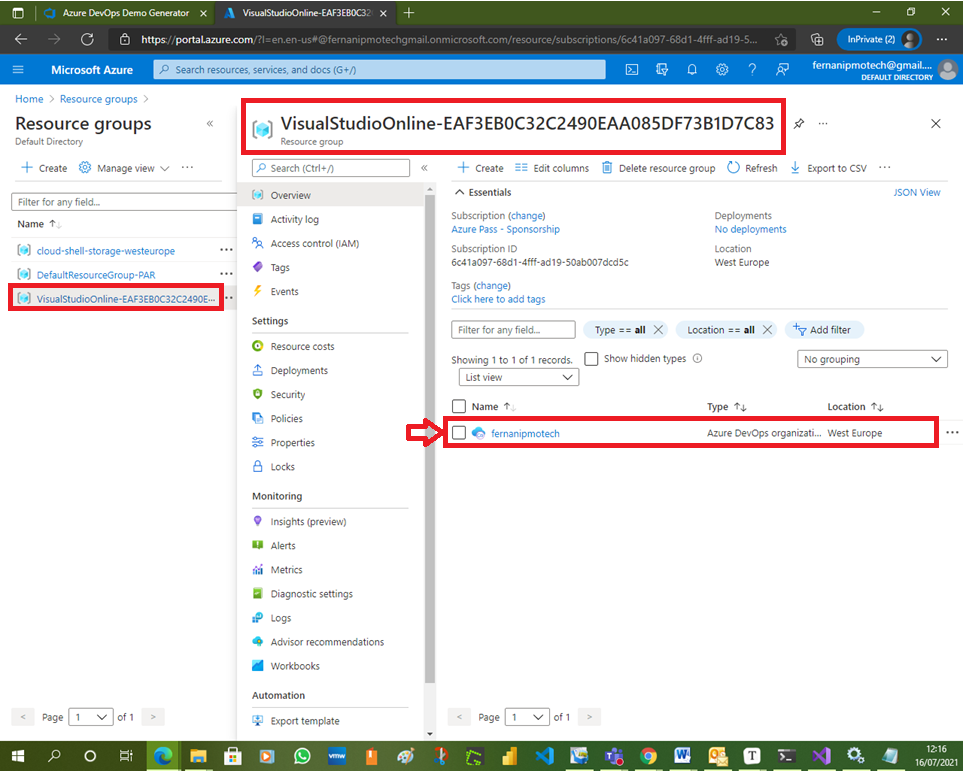 Azure DevOps Demo Generator
VisualStudioOnline-EAF3EB0C32
https://portal.azure.com/?l=en.en-us#@fernanipmotechgmail.onmicrosoft.com/resource/subscriptions/6c41a097-68d1-4fff-ad19-5...
InPrivate (2)
Microsoft Azure
Search resources, services, and docs (G+/)
fernanipmotech@gmail....
DEFAULT DIRECTORY
Home > Resource groups >
Resource groups
Default Directory
Create
Manage view
Filter for any field...
Name
cloud-shell-storage-westeurope
DefaultResourceGroup-PAR
VisualStudioOnline-EAF3EB0C32C2490E...
Page 1 of 1
VisualStudioOnline-EAF3EB0C32C2490EAA085DF73B1D7C83
Resource group
Search (Ctrl+/)
Overview
Activity log
Access control (IAM)
Tags
Events
Settings
Resource costs
Deployments
Security
Policies
Properties
Locks
Monitoring
Insights (preview)
Alerts
Metrics
Diagnostic settings
Logs
Advisor recommendations
Workbooks
Automation
Export template
Create
Edit columns
Delete resource group
Refresh
Export to CSV
Essentials
JSON View
Subscription (change)
Azure Pass - Sponsorship
Subscription ID
6c41a097-68d1-4fff-ad19-50ab007dcd5c
Tags (change)
Click here to add tags
Deployments
No deployments
Location
West Europe
Filter for any field...
Type == all
Location == all
Add filter
Showing 1 to 1 of 1 records.
Show hidden types
No grouping
List view
Name Type Location
fernanipmotech Azure DevOps organizati... West Europe
Page 1 of 1
vmw
12:16
16/07/2021